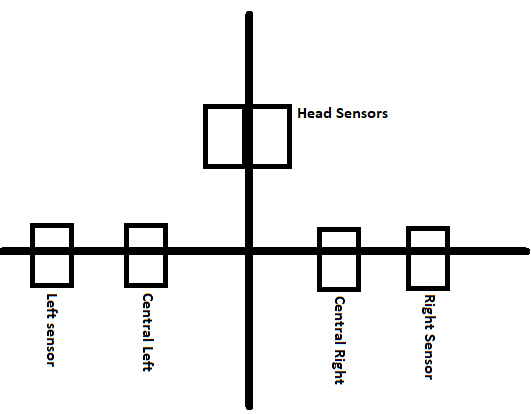 Head Sensors
Left sensor
Central Left
Central Right
Right Sensor